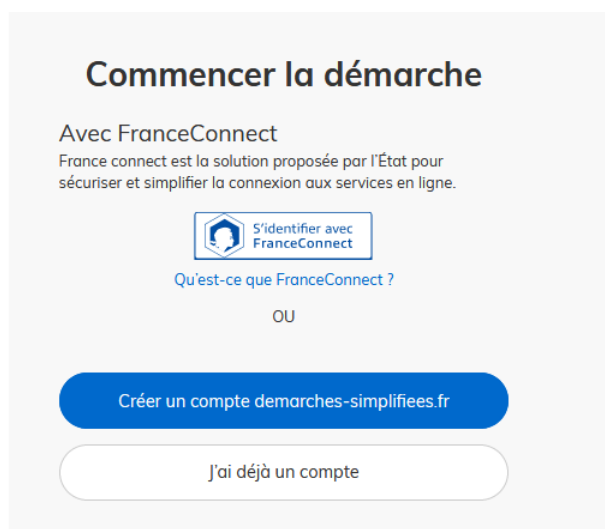 Commencer la démarche
Avec FranceConnect
France connect est la solution proposée par l'État pour
sécuriser et simplifier la connexion aux services en ligne.
S'identifier avec
FranceConnect
Qu'est-ce que FranceConnect ?
OU
Créer un compte demarches-simplifiees.fr
J'ai déjà un compte